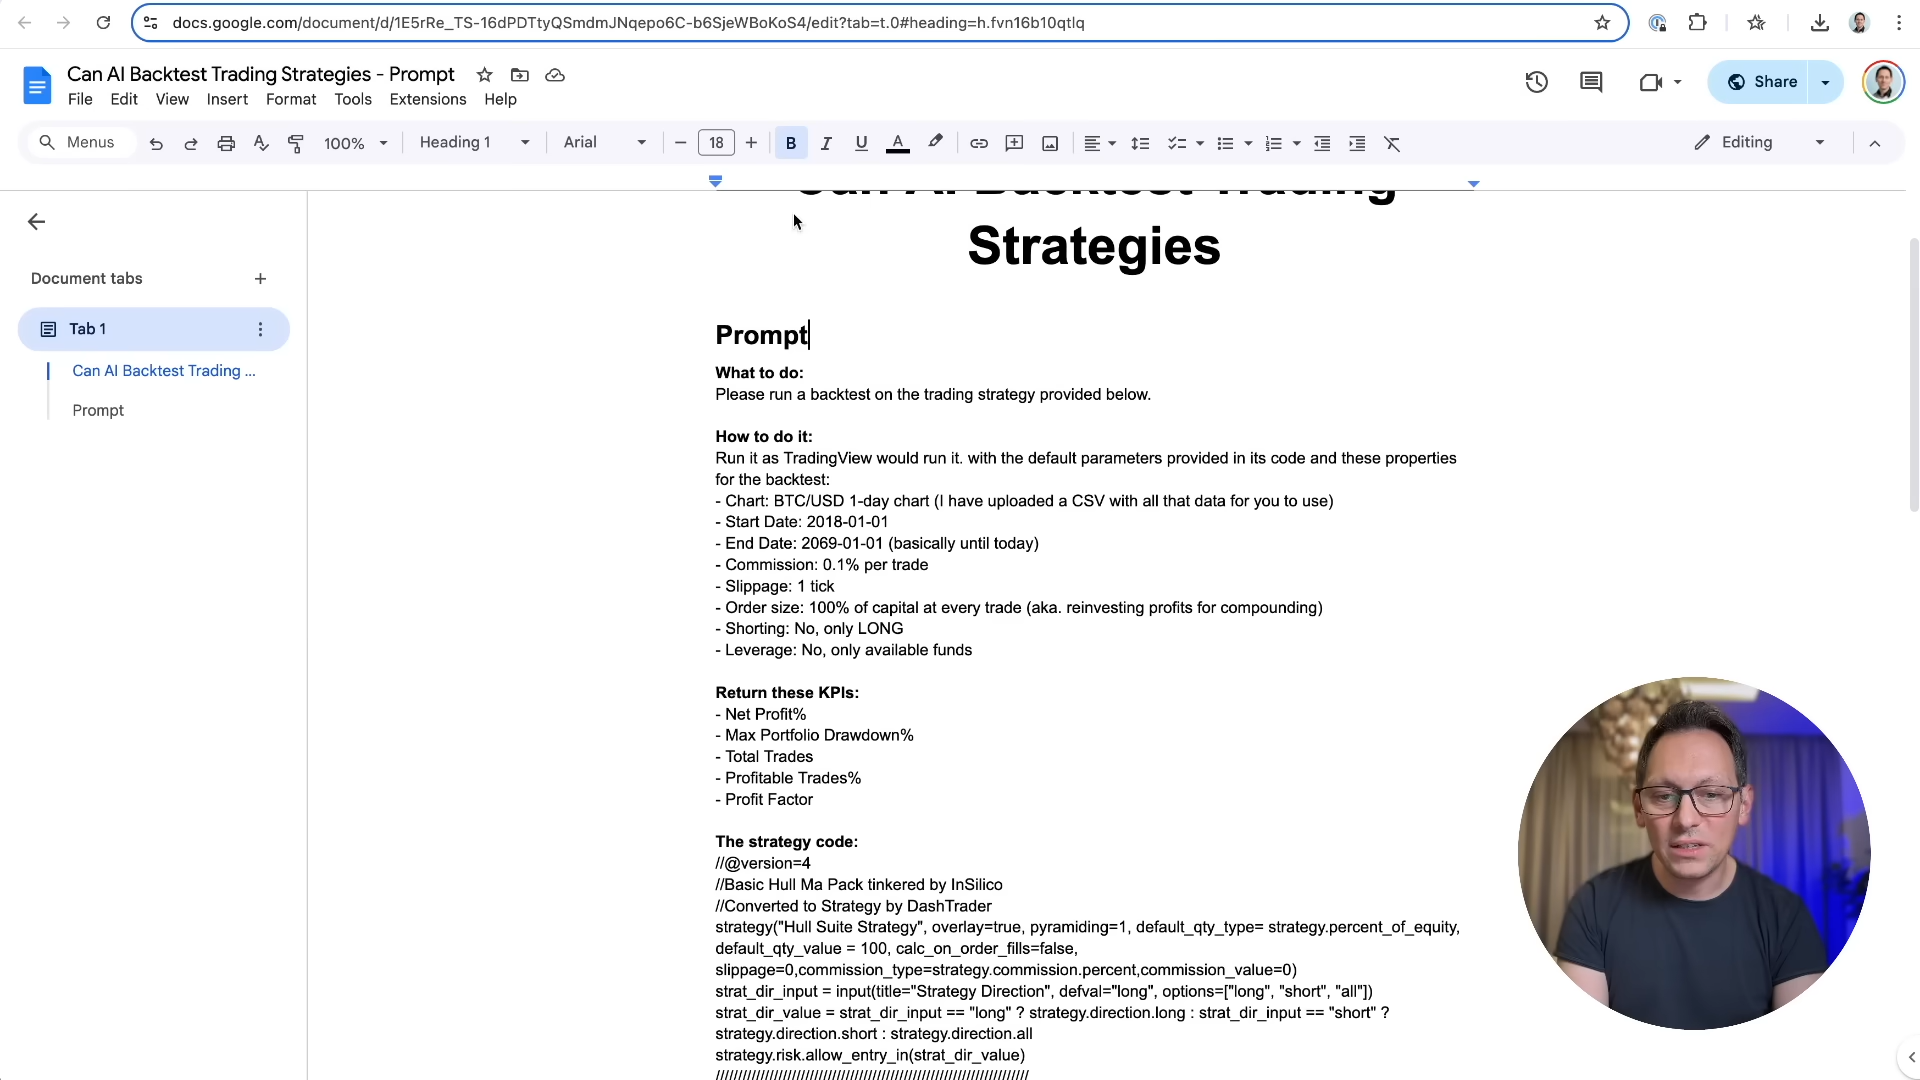 docs.google.com/document/d/1E5rRe_TS-16dPDTtyQSmdmJNqepo6C-b6SjeWBoKoS4/edit?tab=t.0#heading=h.fvn16b10qtlq
Can AI Backtest Trading Strategies - Prompt
File Edit View Insert Format Tools Extensions Help
Share
Menus
100%
Heading 1
Arial
18
B
I
U
A
Editing
Document tabs
Tab 1
Can AI Backtest Trading ...
Prompt
Can AI Backtest Trading
Strategies
Prompt
What to do:
Please run a backtest on the trading strategy provided below.
How to do it:
Run it as TradingView would run it. with the default parameters provided in its code and these properties
for the backtest:
- Chart: BTC/USD 1-day chart (I have uploaded a CSV with all that data for you to use)
- Start Date: 2018-01-01
- End Date: 2069-01-01 (basically until today)
- Commission: 0.1% per trade
- Slippage: 1 tick
- Order size: 100% of capital at every trade (aka. reinvesting profits for compounding)
- Shorting: No, only LONG
- Leverage: No, only available funds
Return these KPIs:
- Net Profit%
- Max Portfolio Drawdown%
- Total Trades
- Profitable Trades%
- Profit Factor
The strategy code:
//@version=4
//Basic Hull Ma Pack tinkered by InSilico
//Converted to Strategy by DashTrader
strategy("Hull Suite Strategy", overlay=true, pyramiding=1, default_qty_type= strategy.percent_of_equity,
default_qty_value = 100, calc_on_order_fills=false,
slippage=0,commission_type=strategy.commission.percent,commission_value=0)
strat_dir_input = input(title="Strategy Direction", defval="long", options=["long", "short", "all"])
strat_dir_value = strat_dir_input == "long" ? strategy.direction.long : strat_dir_input == "short" ?
strategy.direction.short : strategy.direction.all
strategy.risk.allow_entry_in(strat_dir_value)
//////////////////////////////////////////////////////////////////////